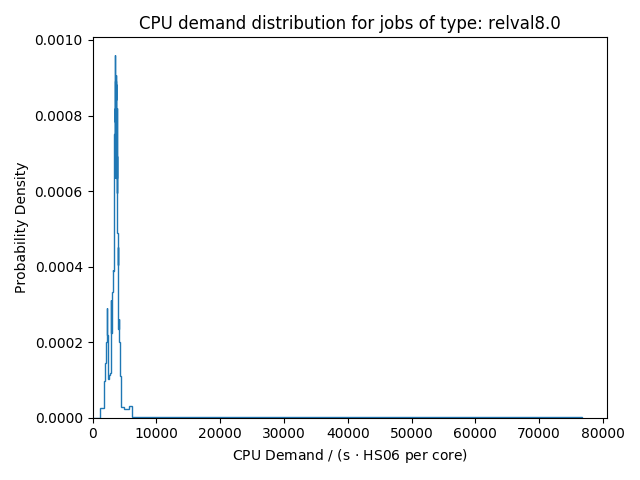 CPU demand distribution for jobs of type: relval8.0
0.0010
0.0008
0.0006
0.0004
0.0002
0.0000
Probability Density
0 10000 20000 30000 40000 50000 60000 70000 80000
CPU Demand / (s · HS06 per core)